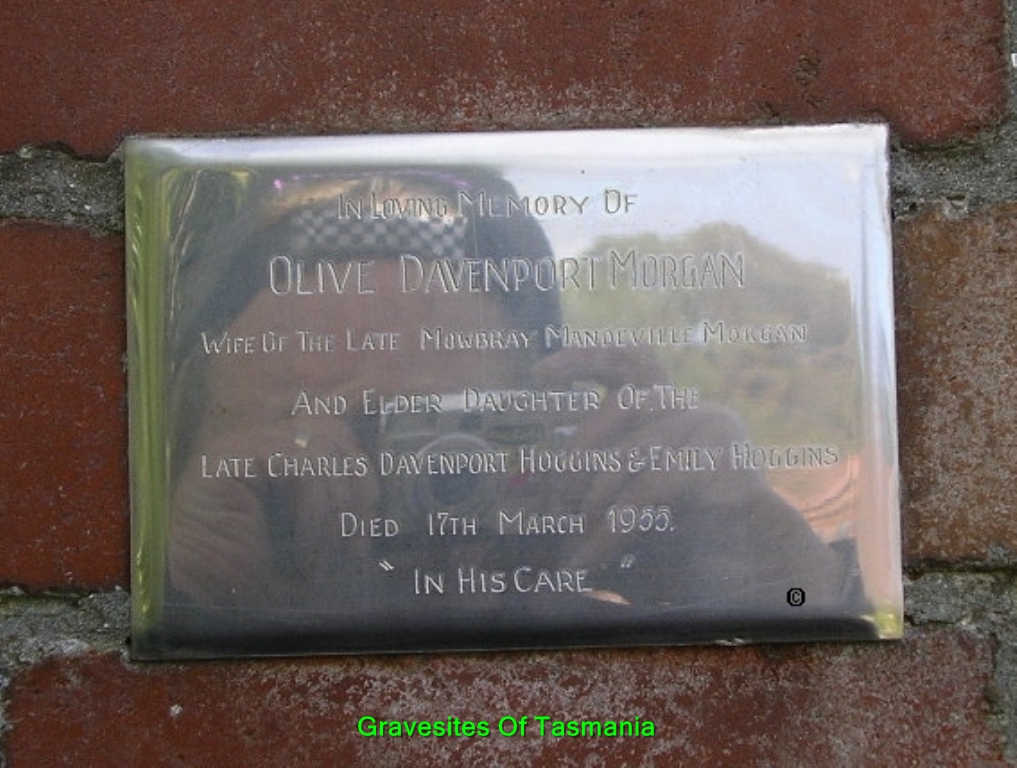 In Loving Memory Of
Olive Davenport Morgan
Wife Of The Late Mowbray Mandeville Morgan
And Elder Daughter Of The
Late Charles Davenport Hoggins & Emily Hoggins
Died 17th March 1955.
" In His Care "
©
Gravesites Of Tasmania